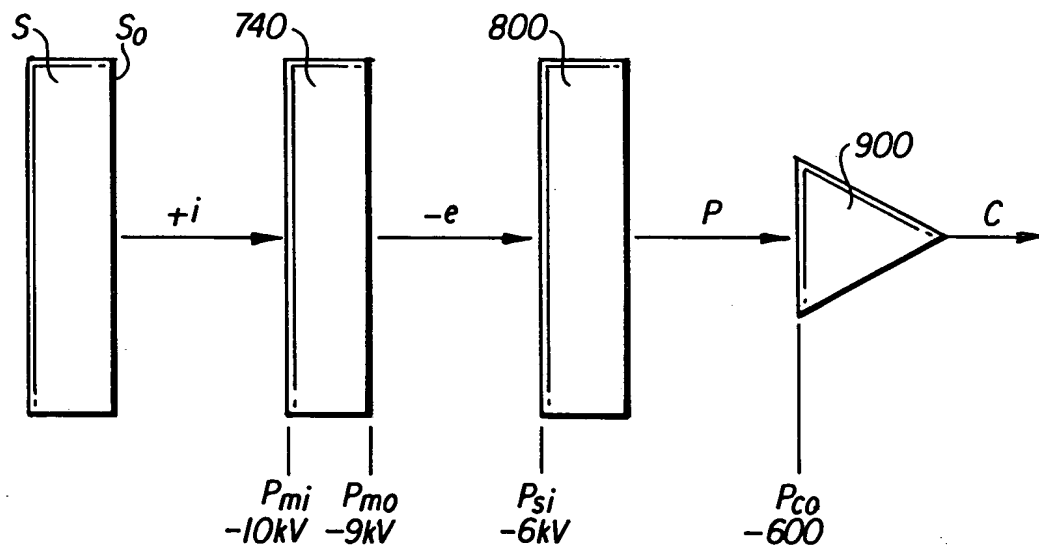 S S₀ 740 800
900
+i -e P C
Pmi Pmo Psi Pco
-10kV -9kV -6kV -600